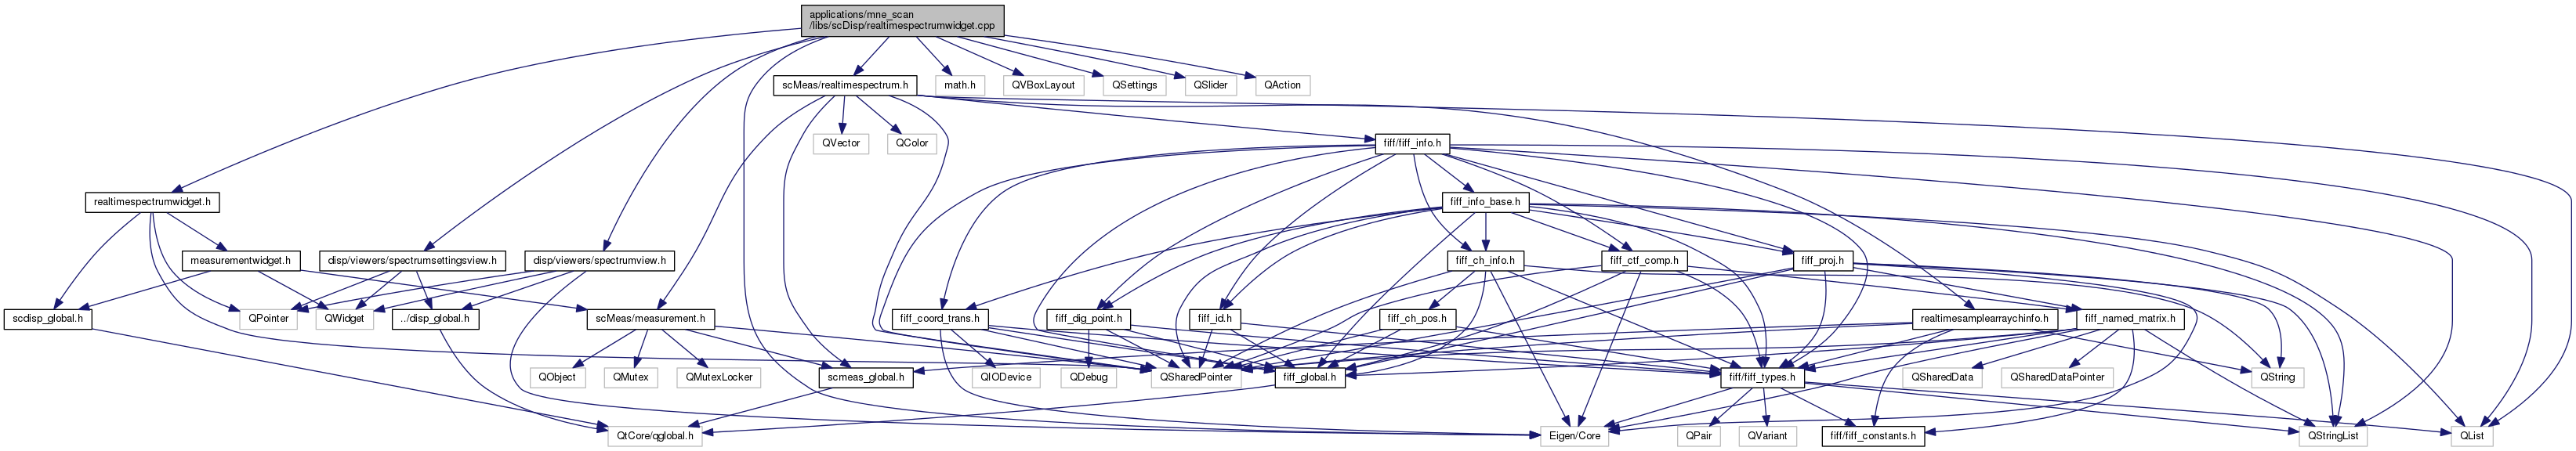 applications/mne_scan
/libs/scDisp/realtimespectrumwidget.cpp
scMeas/realtimespectrum.h
math.h
QVBoxLayout
QSettings
QSlider
QAction
QVector
QColor
fiff/fiff_info.h
realtimespectrumwidget.h
fiff_info_base.h
measurementwidget.h
disp/viewers/spectrumsettingsview.h
disp/viewers/spectrumview.h
fiff_ch_info.h
fiff_ctf_comp.h
fiff_proj.h
scdisp_global.h
QPointer
QWidget
../disp_global.h
scMeas/measurement.h
fiff_coord_trans.h
fiff_dig_point.h
fiff_id.h
fiff_ch_pos.h
realtimesamplearraychinfo.h
fiff_named_matrix.h
QObject
QMutex
QMutexLocker
scmeas_global.h
QIODevice
QDebug
QSharedPointer
fiff_global.h
fiff/fiff_types.h
QSharedData
QSharedDataPointer
QString
QtCore/qglobal.h
Eigen/Core
QPair
QVariant
fiff/fiff_constants.h
QStringList
QList